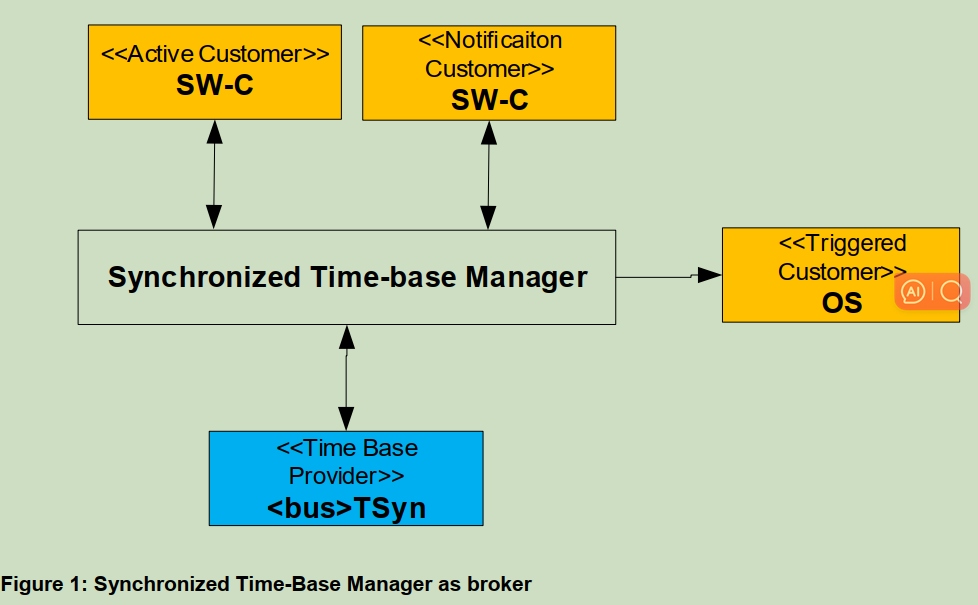 <<Active Customer>>
SW-C
<<Notificaiton
Customer>>
SW-C
Synchronized Time-base Manager
<<Triggered
Customer>>
OS
AI
<<Time Base
Provider>>
<bus>TSyn
Figure 1: Synchronized Time-Base Manager as broker